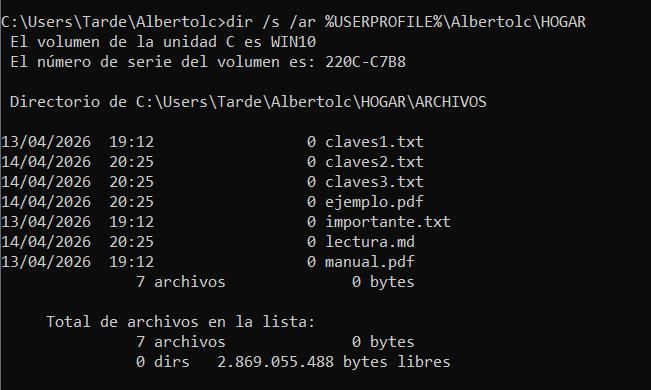 C:\Users\Tarde\Albertolc>dir /s /ar %USERPROFILE%\Albertolc\HOGAR
El volumen de la unidad C es WIN10
El número de serie del volumen es: 220C-C7B8
Directorio de C:\Users\Tarde\Albertolc\HOGAR\ARCHIVOS
13/04/2026  19:12                 0 claves1.txt
14/04/2026  20:25                 0 claves2.txt
14/04/2026  20:25                 0 claves3.txt
14/04/2026  20:25                 0 ejemplo.pdf
13/04/2026  19:12                 0 importante.txt
14/04/2026  20:25                 0 lectura.md
13/04/2026  19:12                 0 manual.pdf
7 archivos              0 bytes
Total de archivos en la lista:
7 archivos              0 bytes
0 dirs   2.869.055.488 bytes libres